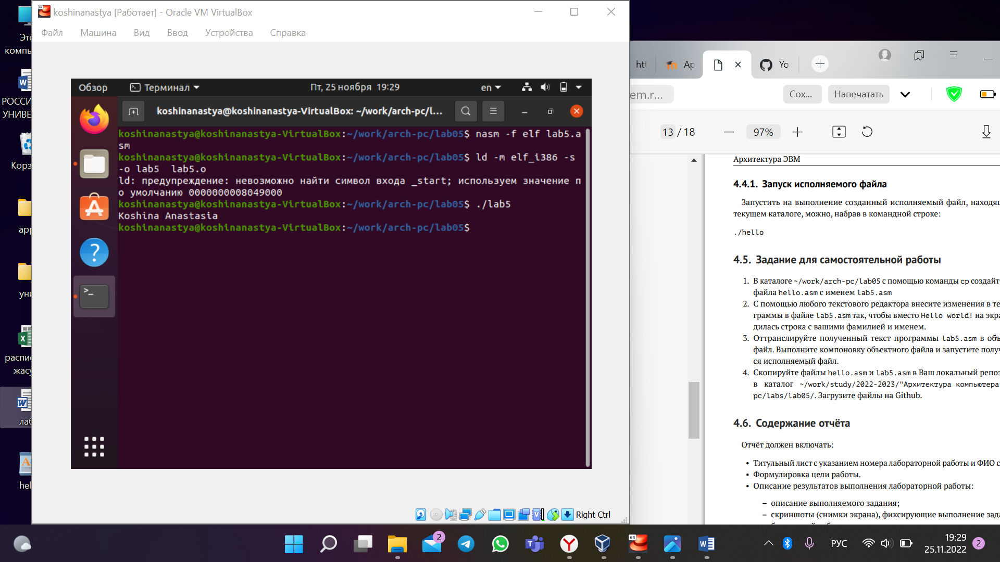 koshinanastya [Работает] - Oracle VM VirtualBox
Файл Машина Вид Ввод Устройства Справка
Обзор Терминал Пт, 25 ноября 19:29 en
koshinanastya@koshinanastya-VirtualBox: ~/work/arch-pc/l...
koshinanastya@koshinanastya-VirtualBox:~/work/arch-pc/lab05$ nasm -f elf lab5.a
sm
koshinanastya@koshinanastya-VirtualBox:~/work/arch-pc/lab05$ ld -m elf_i386 -s
-o lab5  lab5.o
ld: предупреждение: невозможно найти символ входа _start; используем значение п
о умолчанию 0000000008049000
koshinanastya@koshinanastya-VirtualBox:~/work/arch-pc/lab05$ ./lab5
Koshina Anastasia
koshinanastya@koshinanastya-VirtualBox:~/work/arch-pc/lab05$
Right Ctrl
Это
компь
РОССИ
УНИВЕ
Корз
app
уни
распис
жасу
лаб
hel
htt Ар Yo
em.r... Сох... Напечатать
13 / 18 97%
Архитектура ЭВМ
4.4.1. Запуск исполняемого файла
Запустить на выполнение созданный исполняемый файл, находящ
текущем каталоге, можно, набрав в командной строке:
./hello
4.5. Задание для самостоятельной работы
1. В каталоге ~/work/arch-pc/lab05 с помощью команды cp создайт
файла hello.asm с именем lab5.asm
2. С помощью любого текстового редактора внесите изменения в те
граммы в файле lab5.asm так, чтобы вместо Hello world! на экра
дилась строка с вашими фамилией и именем.
3. Оттранслируйте полученный текст программы lab5.asm в объ
файл. Выполните компоновку объектного файла и запустите получ
ся исполняемый файл.
4. Скопируйте файлы hello.asm и lab5.asm в Ваш локальный репоз
в каталог ~/work/study/2022-2023/"Архитектура компьютера
pc/labs/lab05/. Загрузите файлы на Github.
4.6. Содержание отчёта
Отчёт должен включать:
• Титульный лист с указанием номера лабораторной работы и ФИО с
• Формулировка цели работы.
• Описание результатов выполнения лабораторной работы:
– описание выполняемого задания;
– скриншоты (снимки экрана), фиксирующие выполнение зада
2
РУС
19:29
25.11.2022
2